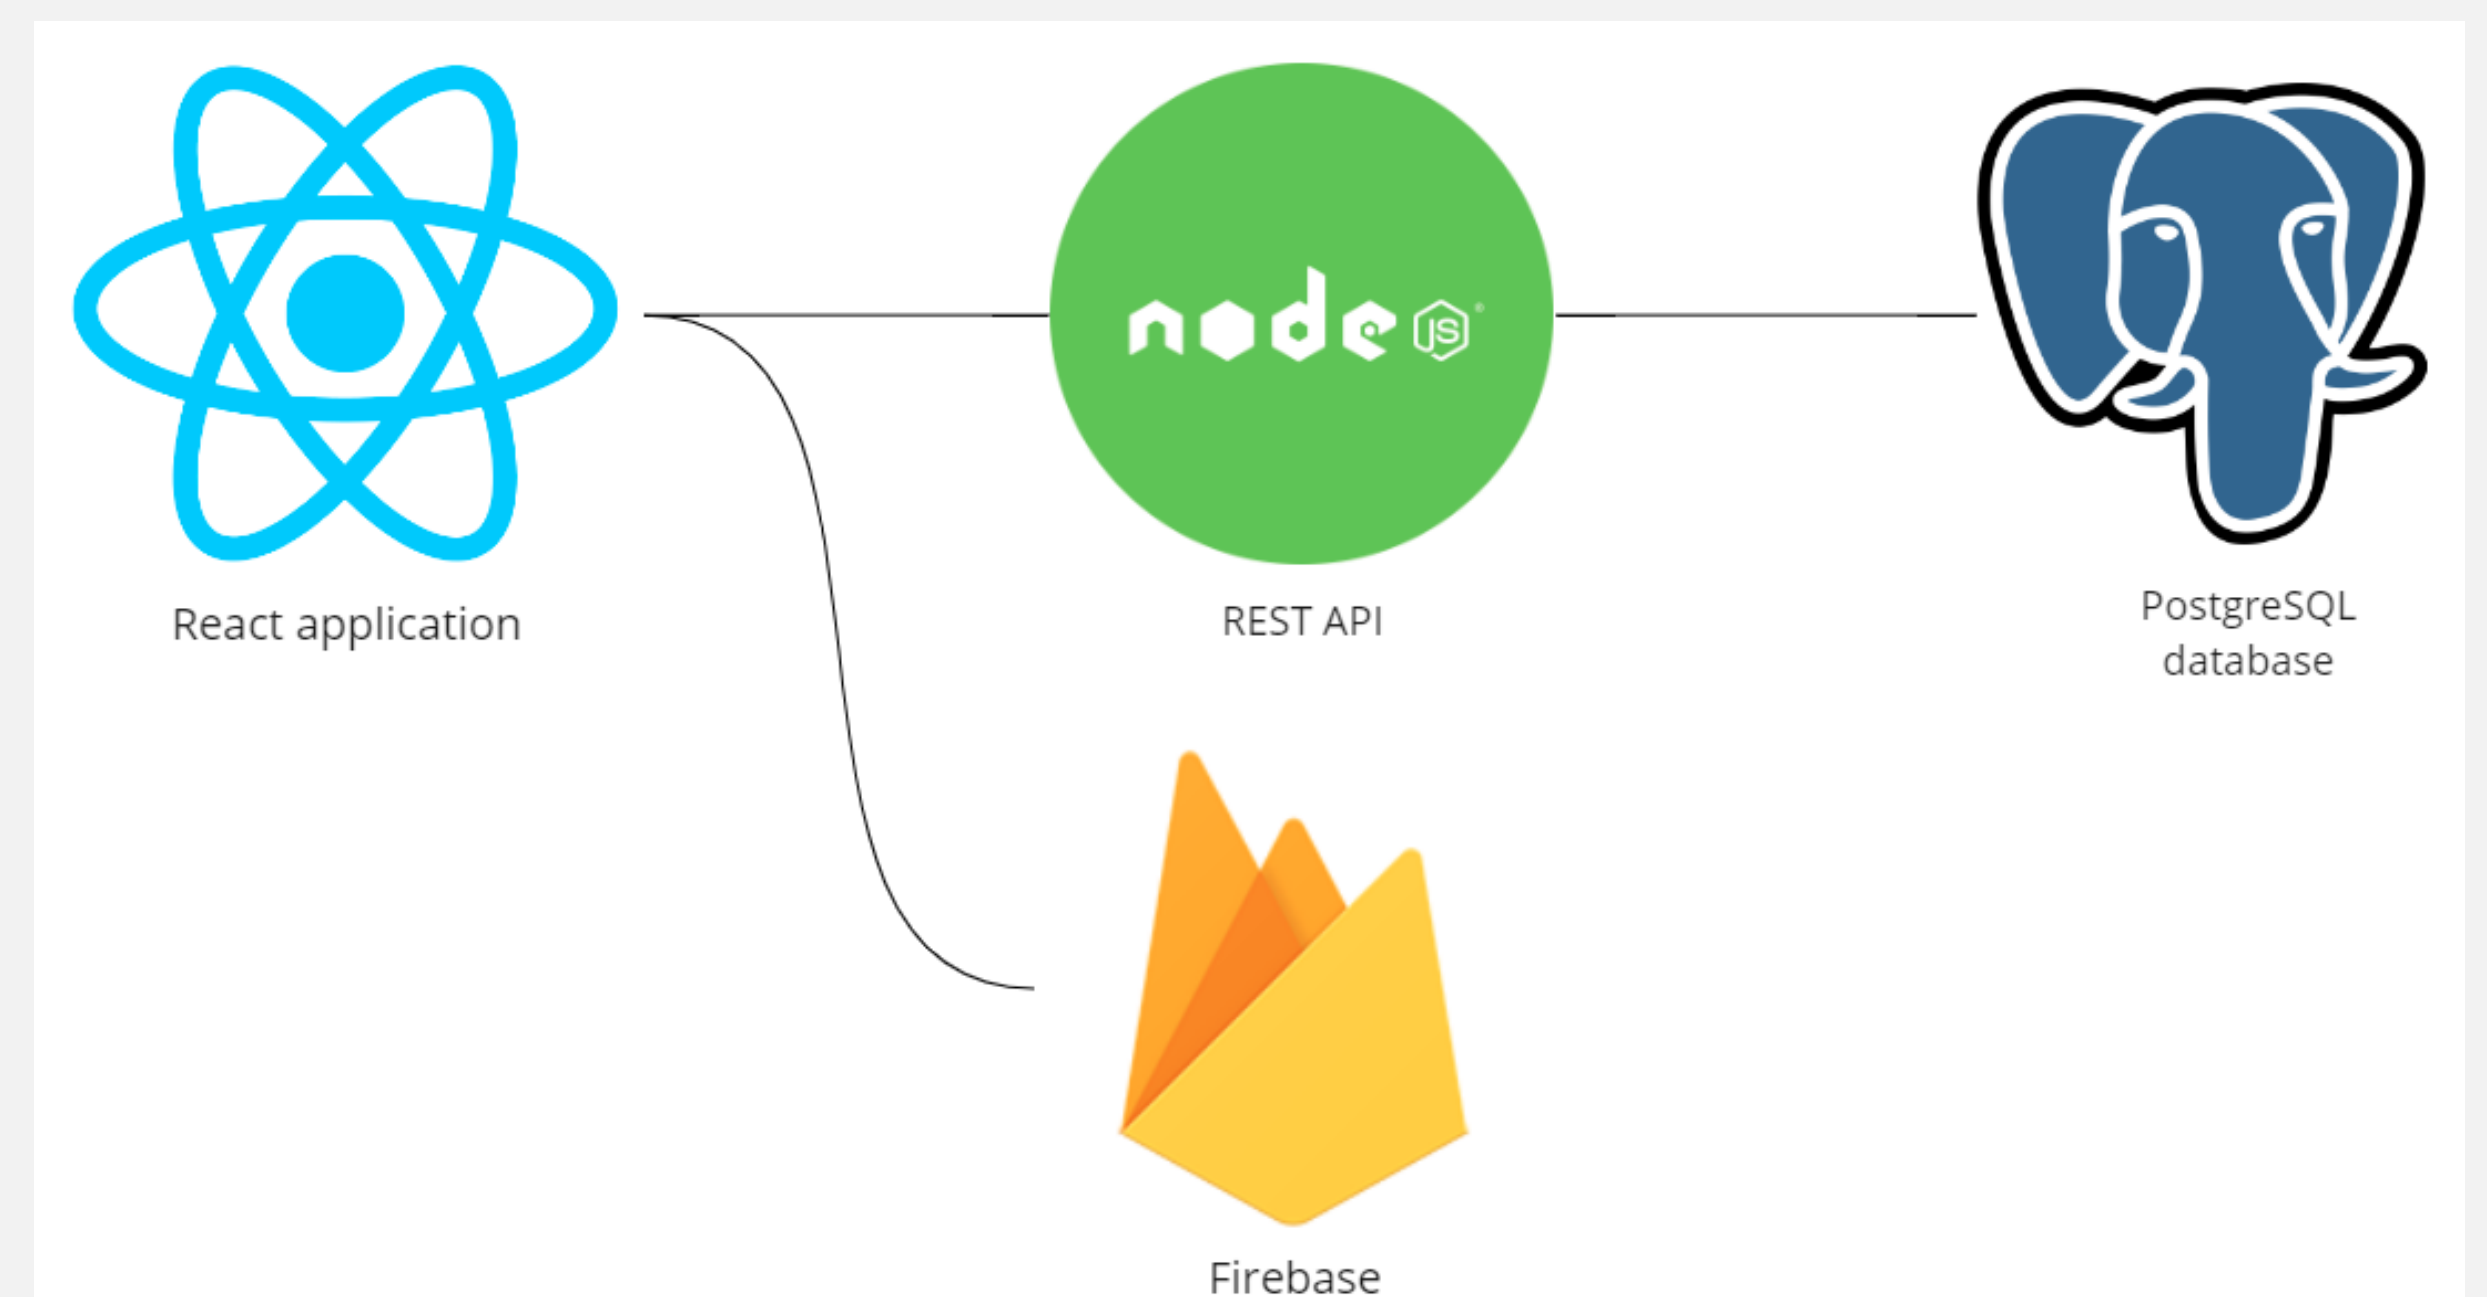 node JS ®
React application
REST API
PostgreSQL
database
Firebase